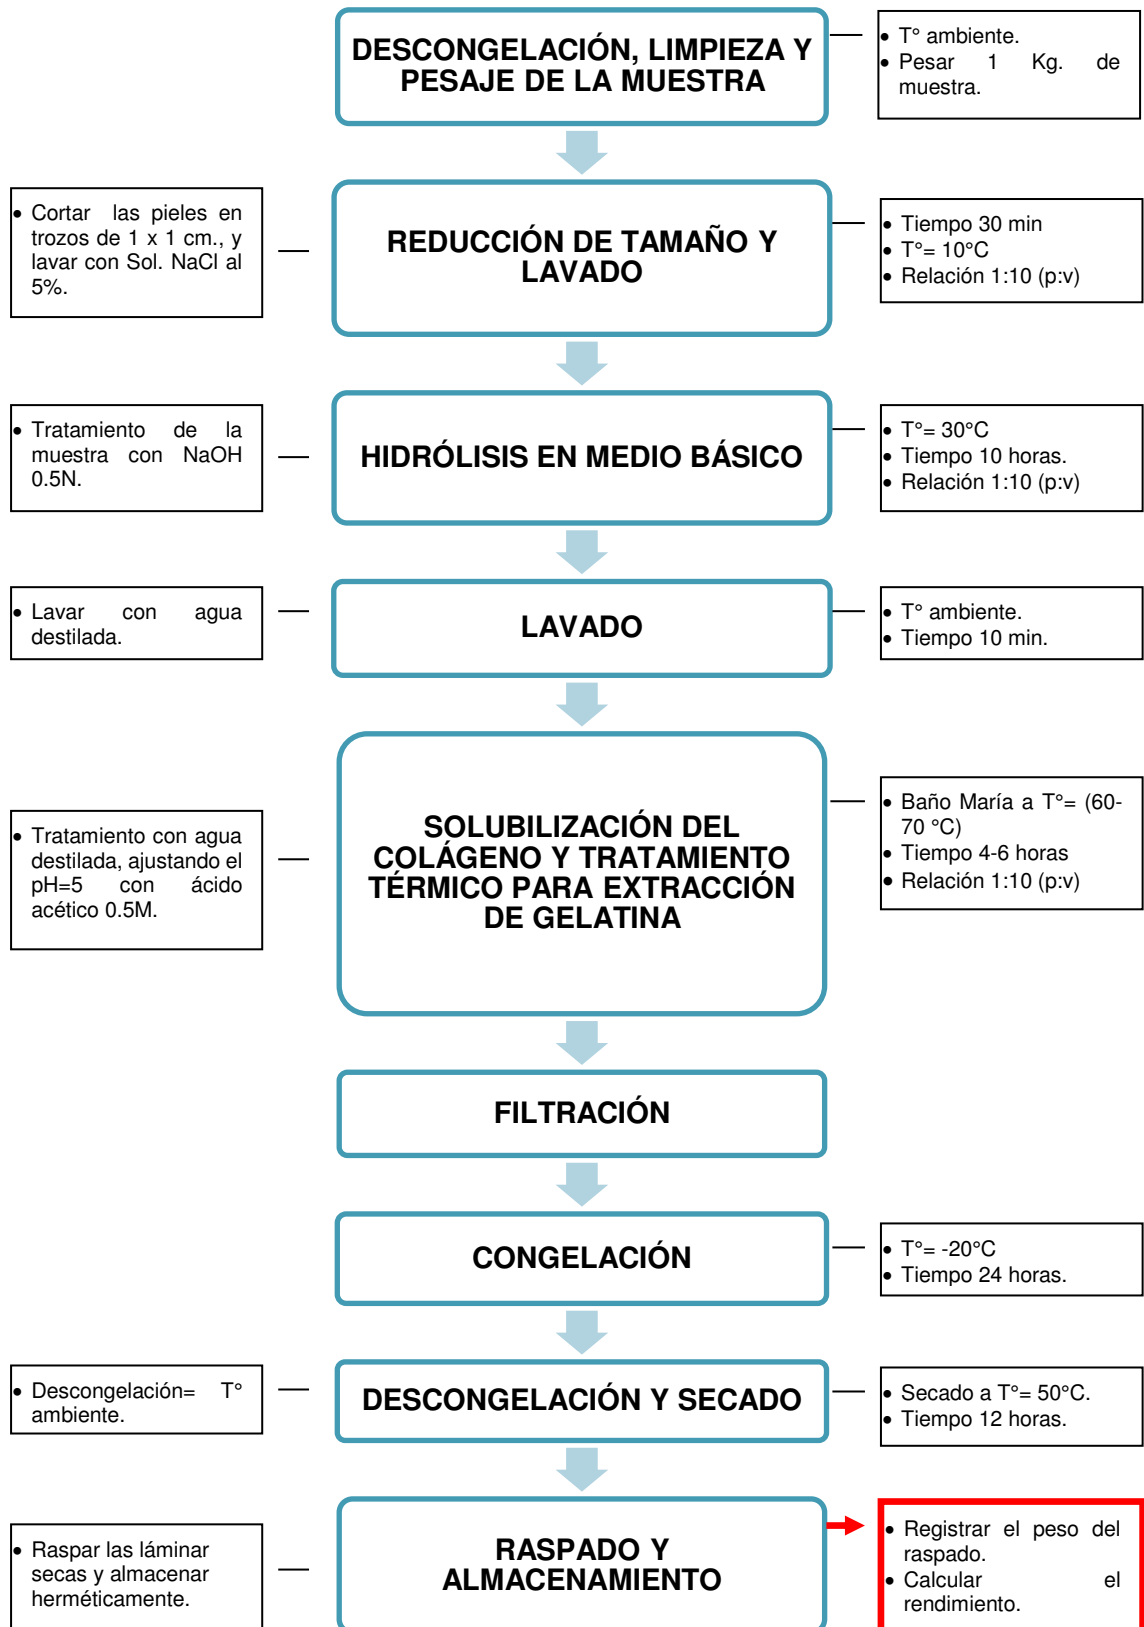 DESCONGELACIÓN, LIMPIEZA Y
PESAJE DE LA MUESTRA
• T° ambiente.
• Pesar 1 Kg. de
muestra.
• Cortar las pieles en
trozos de 1 x 1 cm., y
lavar con Sol. NaCl al
5%.
REDUCCIÓN DE TAMAÑO Y
LAVADO
• Tiempo 30 min
• T°= 10°C
• Relación 1:10 (p:v)
• Tratamiento de la
muestra con NaOH
0.5N.
HIDRÓLISIS EN MEDIO BÁSICO
• T°= 30°C
• Tiempo 10 horas.
• Relación 1:10 (p:v)
• Lavar con agua
destilada.
LAVADO
• T° ambiente.
• Tiempo 10 min.
• Tratamiento con agua
destilada, ajustando el
pH=5 con ácido
acético 0.5M.
SOLUBILIZACIÓN DEL
COLÁGENO Y TRATAMIENTO
TÉRMICO PARA EXTRACCIÓN
DE GELATINA
• Baño María a T°= (60-
70 °C)
• Tiempo 4-6 horas
• Relación 1:10 (p:v)
FILTRACIÓN
CONGELACIÓN
• T°= -20°C
• Tiempo 24 horas.
• Descongelación= T°
ambiente.
DESCONGELACIÓN Y SECADO
• Secado a T°= 50°C.
• Tiempo 12 horas.
• Raspar las láminar
secas y almacenar
herméticamente.
RASPADO Y
ALMACENAMIENTO
• Registrar el peso del
raspado.
• Calcular el
rendimiento.